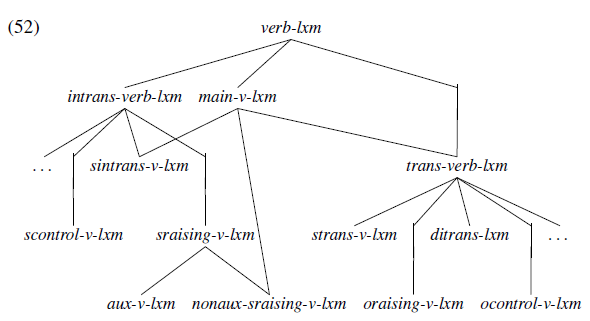 (52) verb-lxm
intrans-verb-lxm main-v-lxm
... sintrans-v-lxm trans-verb-lxm
scontrol-v-lxm sraising-v-lxm strans-v-lxm ditrans-lxm ...
aux-v-lxm nonaux-sraising-v-lxm oraising-v-lxm ocontrol-v-lxm